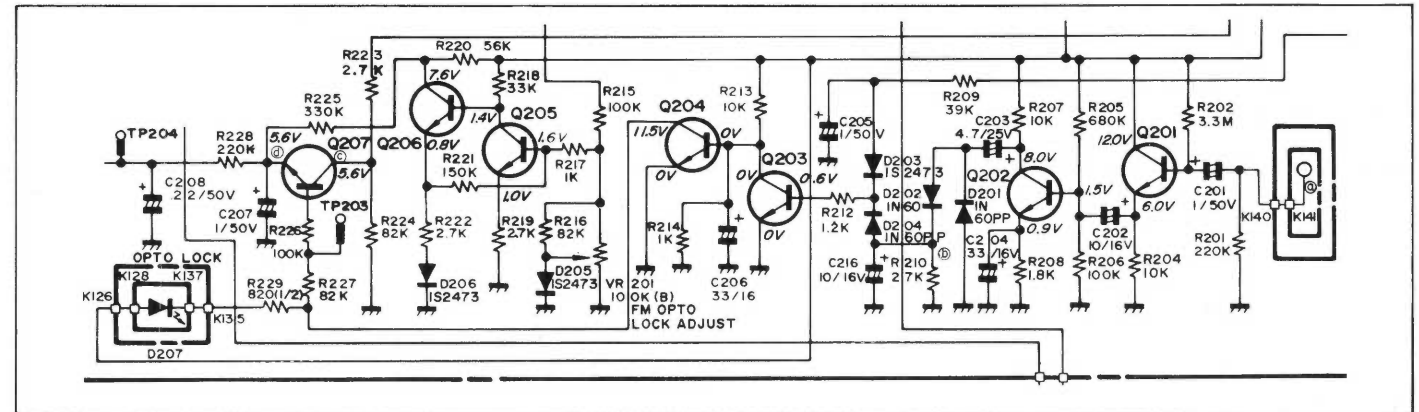 TP204
R228
220K
C208
2.2/50V
R225
330K
5.6V
ⓓ
Q207
ⓒ
5.6V
C207
1/50V
R226
100K
TP203
R227
82K
R223
2.7K
R224
82K
OPTO LOCK
K128
K137
K126
K135
D207
R229
820(1/2)
R220 56K
7.6V
Q206
0.8V
R218
33K
1.4V
Q205
1.6V
R221
150K
1.0V
R222
2.7K
D206
1S2473
R219
2.7K
R217
1K
R216
82K
D205
1S2473
R215
100K
VR201
100K(B)
FM OPTO
LOCK ADJUST
Q204
11.5V
0V
0V
R214
1K
C206
33/16
R213
10K
0V
Q203
0.6V
0V
R212
1.2K
C205
1/50V
D203
1S2473
D202
1N60
D204
1N60P.P
C216
10/16V
R210
2.7K
ⓑ
R209
39K
D201
1N
60PP
C203
4.7/25V
R207
10K
8.0V
Q202
0.9V
C204
33/16V
R208
1.8K
R205
680K
1.5V
R206
100K
C202
10/16V
Q201
12.0V
6.0V
R204
10K
R202
3.3M
C201
1/50V
R201
220K
K140
K141
ⓐ